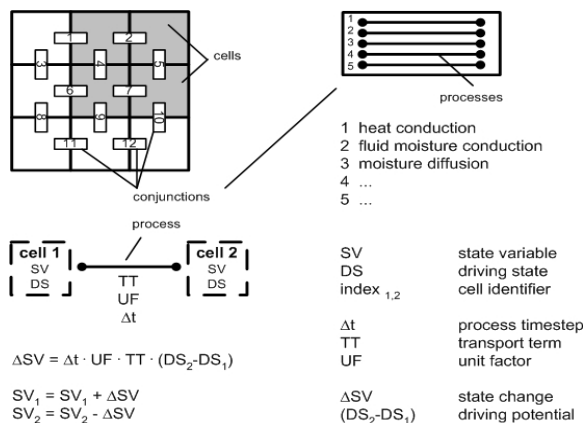 1 2
3 4 5
6 7
8 9 10
11 12
cells
conjunctions
1
2
3
4
5
processes
1 heat conduction
2 fluid moisture conduction
3 moisture diffusion
4 ...
5 ...
process
cell 1
SV
DS
TT
UF
Δt
cell 2
SV
DS
ΔSV = Δt · UF · TT · (DS₂-DS₁)
SV₁ = SV₁ + ΔSV
SV₂ = SV₂ - ΔSV
SV state variable
DS driving state
index ₁,₂ cell identifier
Δt process timestep
TT transport term
UF unit factor
ΔSV state change
(DS₂-DS₁) driving potential